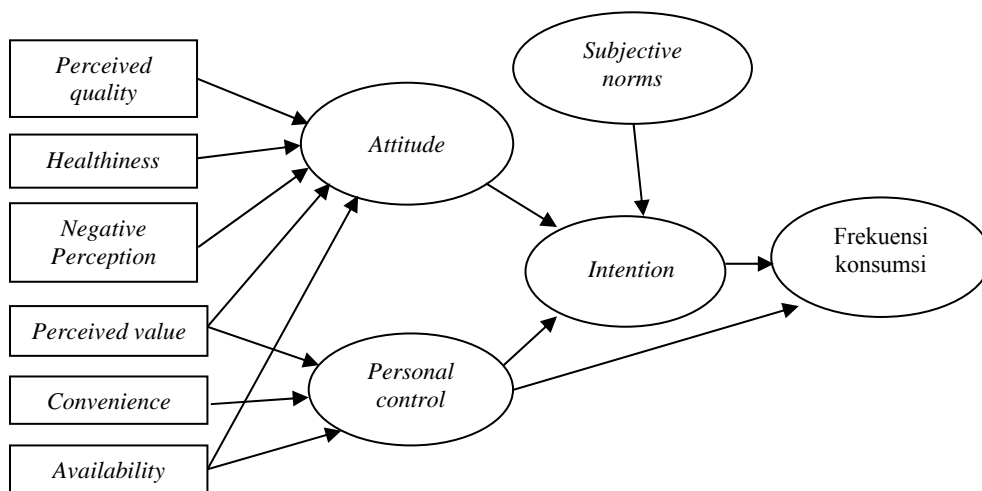 Perceived
quality
Healthiness
Negative
Perception
Perceived value
Convenience
Availability
Attitude
Personal
control
Subjective
norms
Intention
Frekuensi
konsumsi